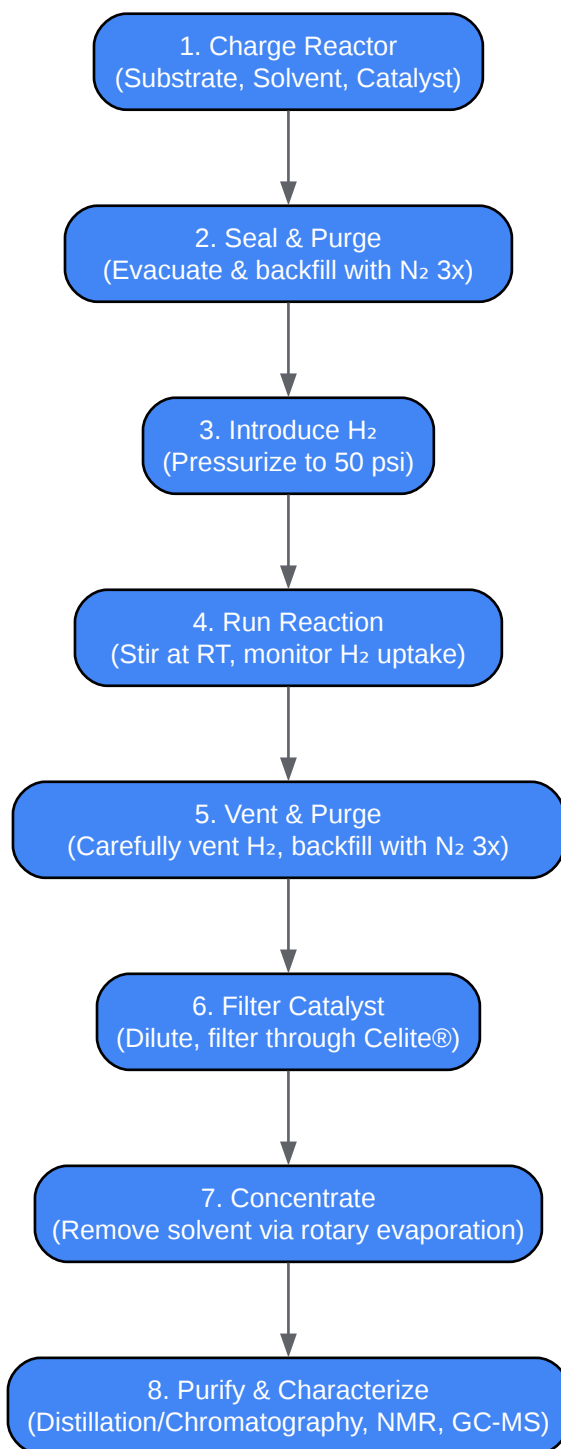 1. Charge Reactor
(Substrate, Solvent, Catalyst)
2. Seal & Purge
(Evacuate & backfill with N₂ 3x)
3. Introduce H₂
(Pressurize to 50 psi)
4. Run Reaction
(Stir at RT, monitor H₂ uptake)
5. Vent & Purge
(Carefully vent H₂, backfill with N₂ 3x)
6. Filter Catalyst
(Dilute, filter through Celite®)
7. Concentrate
(Remove solvent via rotary evaporation)
8. Purify & Characterize
(Distillation/Chromatography, NMR, GC-MS)